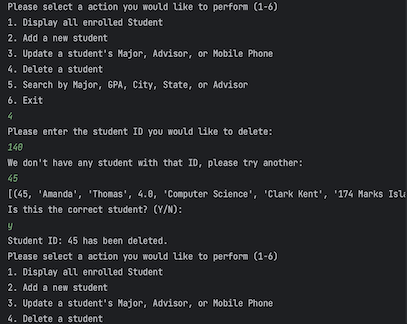 Please select a action you would like to perform (1-6)
1. Display all enrolled Student
2. Add a new student
3. Update a student's Major, Advisor, or Mobile Phone
4. Delete a student
5. Search by Major, GPA, City, State, or Advisor
6. Exit
4
Please enter the student ID you would like to delete:
140
We don't have any student with that ID, please try another:
45
[(45, 'Amanda', 'Thomas', 4.0, 'Computer Science', 'Clark Kent', '174 Marks Isla
Is this the correct student? (Y/N):
y
Student ID: 45 has been deleted.
Please select a action you would like to perform (1-6)
1. Display all enrolled Student
2. Add a new student
3. Update a student's Major, Advisor, or Mobile Phone
4. Delete a student